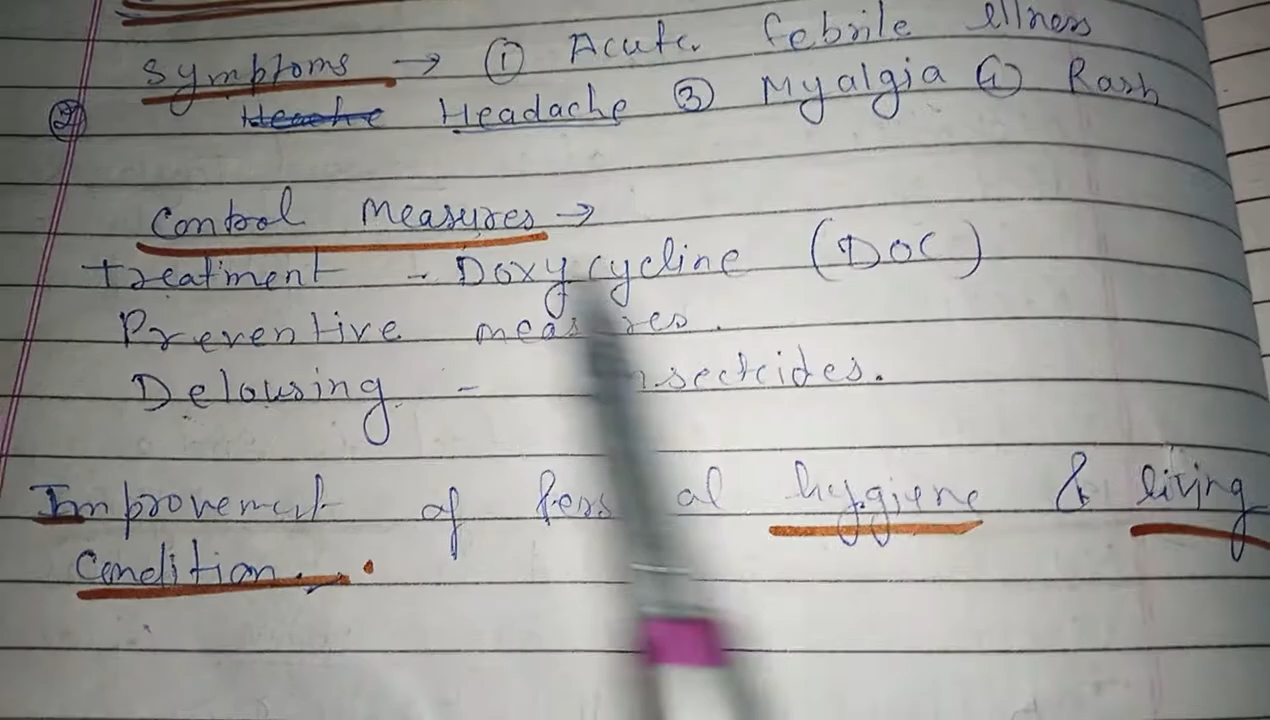 Symptoms → ① Acute febrile illness
② Headache ③ Myalgia ④ Rash
Control Measures →
treatment - Doxycycline (DOC)
Preventive measures.
Delousing - insecticides.
Improvement of Personal hygiene & living
Condition.